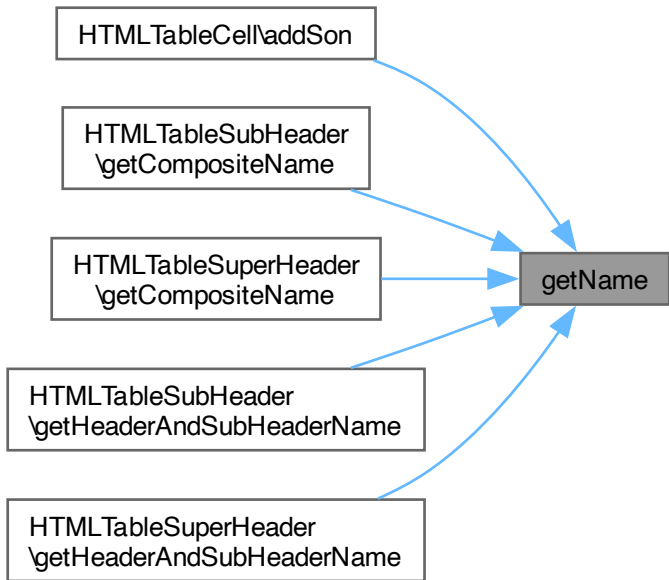 HTMLTableCell\addSon
HTMLTableSubHeader
\getCompositeName
HTMLTableSuperHeader
\getCompositeName
getName
HTMLTableSubHeader
\getHeaderAndSubHeaderName
HTMLTableSuperHeader
\getHeaderAndSubHeaderName